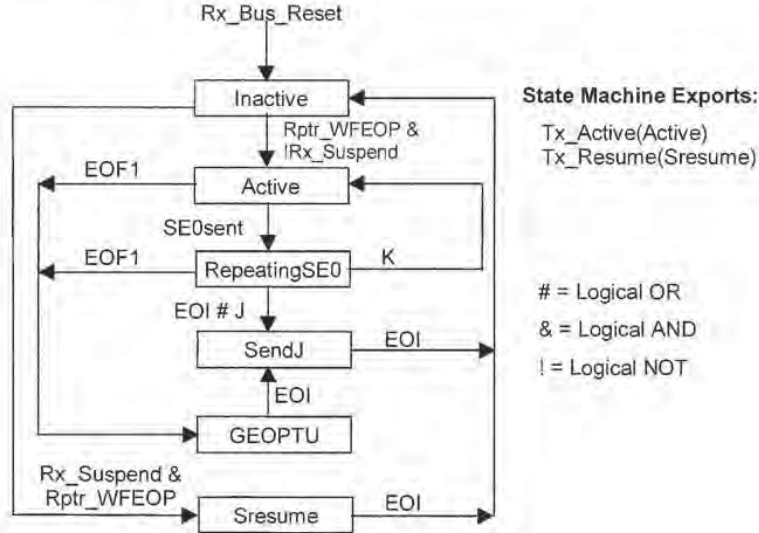 Rx_Bus_Reset
Inactive
State Machine Exports:
Rptr_WFEOP &
!Rx_Suspend
Tx_Active(Active)
Tx_Resume(Sresume)
EOF1
Active
SE0sent
EOF1
RepeatingSE0
K
EOI # J
# = Logical OR
SendJ
EOI
& = Logical AND
! = Logical NOT
EOI
GEOPTU
Rx_Suspend &
Rptr_WFEOP
Sresume
EOI